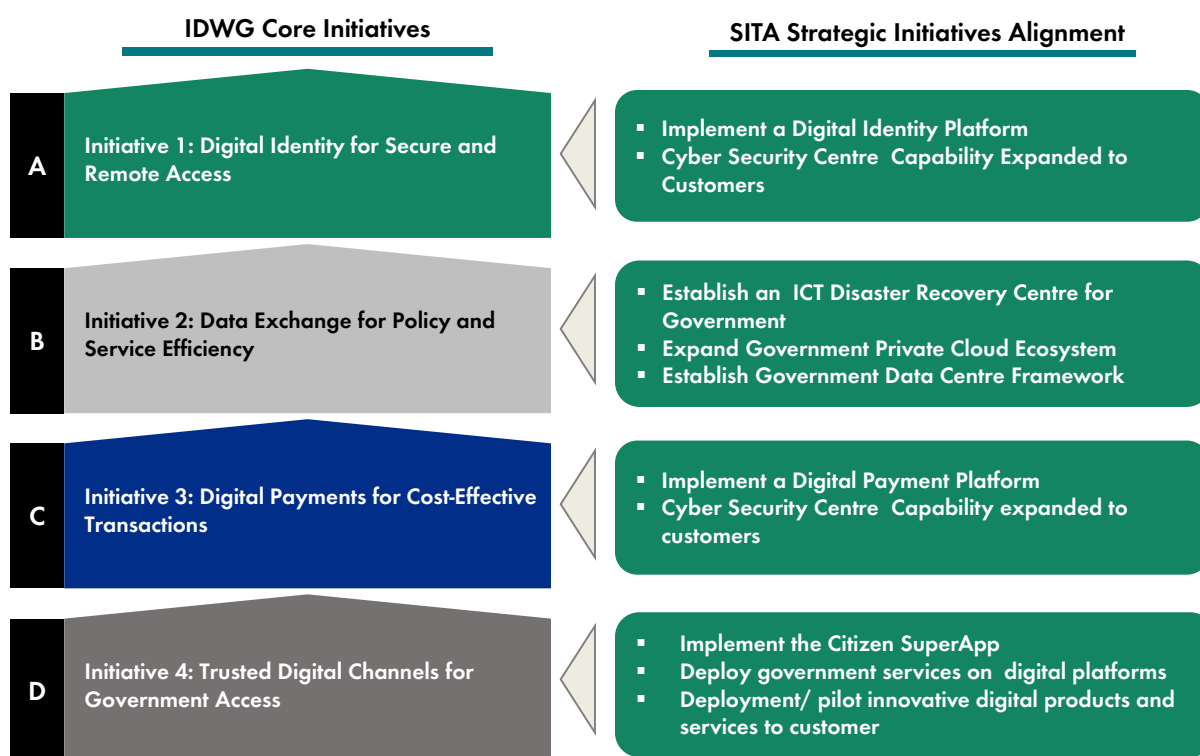 IDWG Core Initiatives
SITA Strategic Initiatives Alignment
A
Initiative 1: Digital Identity for Secure and
Remote Access
▪ Implement a Digital Identity Platform
▪ Cyber Security Centre  Capability Expanded to
Customers
B
Initiative 2: Data Exchange for Policy and
Service Efficiency
▪ Establish an  ICT Disaster Recovery Centre for
Government
▪ Expand Government Private Cloud Ecosystem
▪ Establish Government Data Centre Framework
C
Initiative 3: Digital Payments for Cost-Effective
Transactions
▪ Implement a Digital Payment Platform
▪ Cyber Security Centre  Capability expanded to
customers
D
Initiative 4: Trusted Digital Channels for
Government Access
▪ Implement the Citizen SuperApp
▪ Deploy government services on  digital platforms
▪ Deployment/ pilot innovative digital products and
services to customer